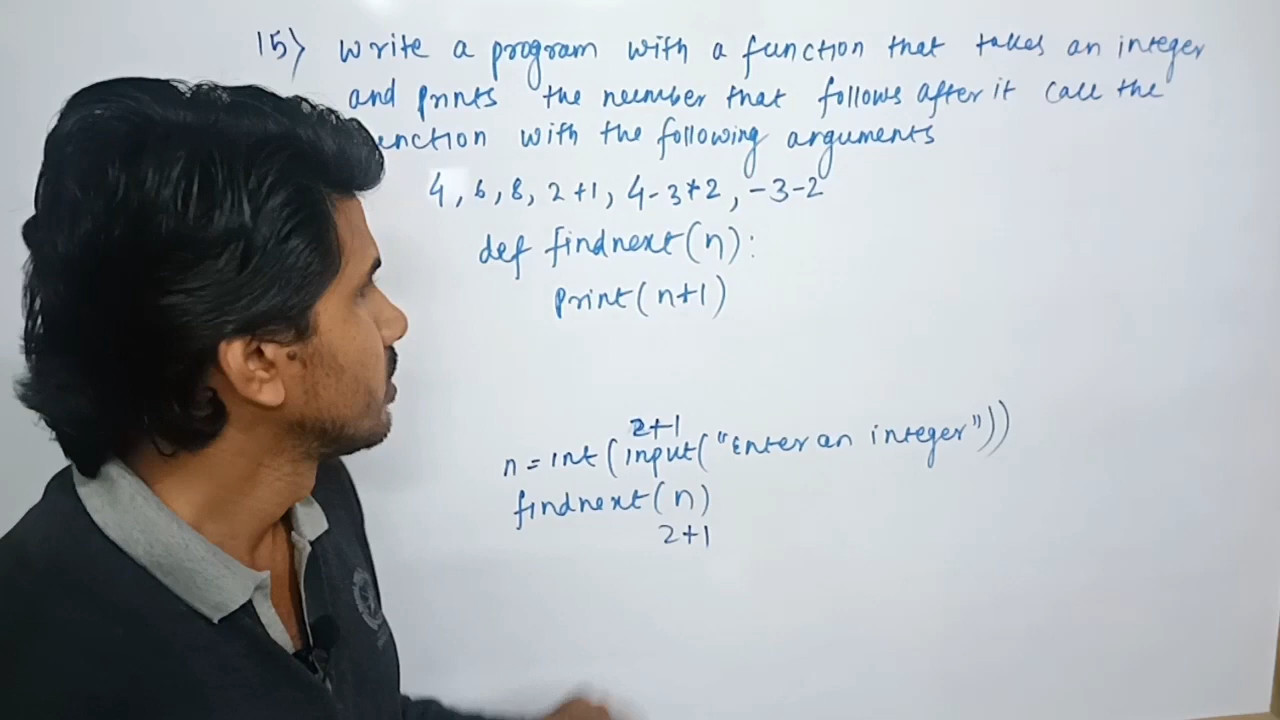 15) Write a program with a function that takes an integer
and prints the number that follows after it call the
function with the following arguments
4, 6, 8, 2+1, 4-3*2, -3-2
def findnext(n):
print(n+1)
2+1
n = int(input("Enter an integer"))
findnext(n)
2+1